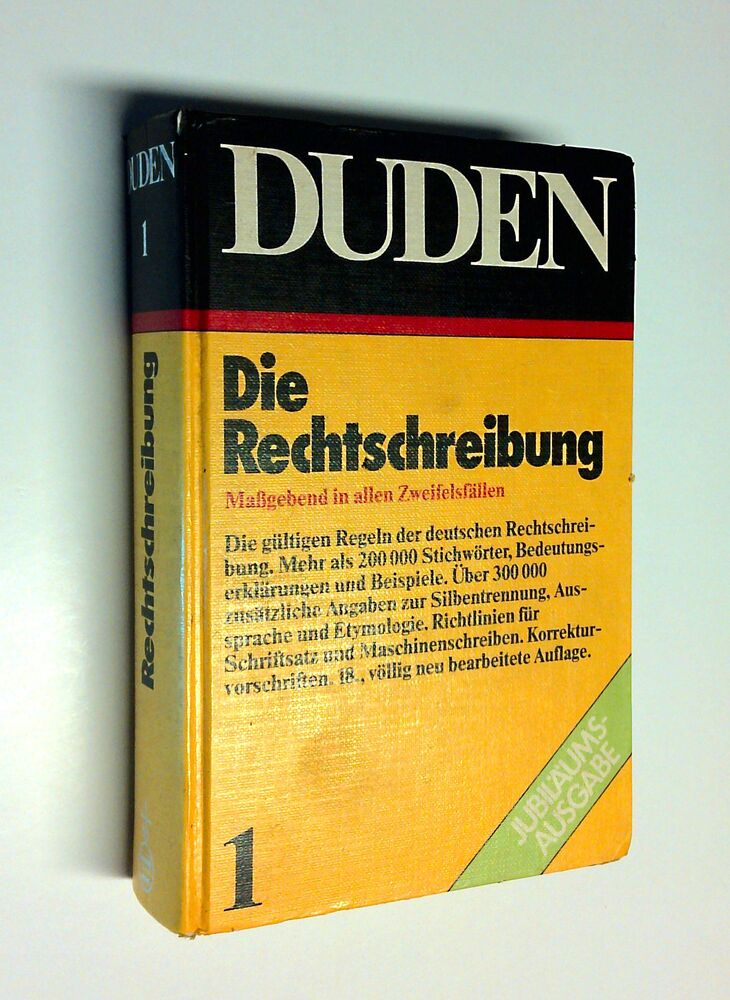 DUDEN
1
Rechtschreibung
DUDEN
Die
Rechtschreibung
Maßgebend in allen Zweifelsfällen
Die gültigen Regeln der deutschen Rechtschrei-
bung. Mehr als 200 000 Stichwörter, Bedeutungs-
erklärungen und Beispiele. Über 300 000
zusätzliche Angaben zur Silbentrennung, Aus-
sprache und Etymologie. Richtlinien für
Schriftsatz und Maschinenschreiben. Korrektur-
vorschriften. 18., völlig neu bearbeitete Auflage.
JUBILÄUMS-
AUSGABE
1